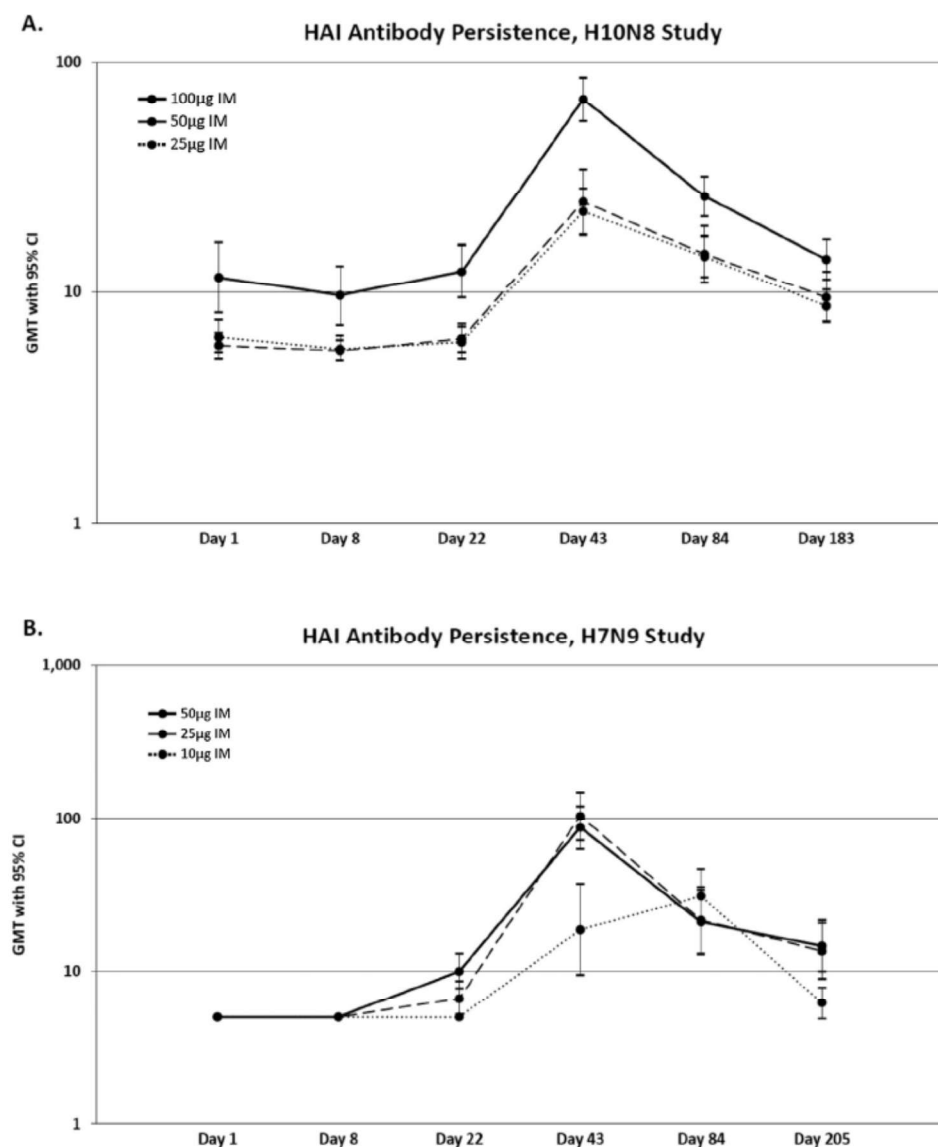 A.
HAI Antibody Persistence, H10N8 Study
100
100µg IM
50µg IM
25µg IM
GMT with 95% CI
10
1
Day 1 Day 8 Day 22 Day 43 Day 84 Day 183
B.
HAI Antibody Persistence, H7N9 Study
1,000
50µg IM
25µg IM
10µg IM
100
GMT with 95% CI
10
1
Day 1 Day 8 Day 22 Day 43 Day 84 Day 205